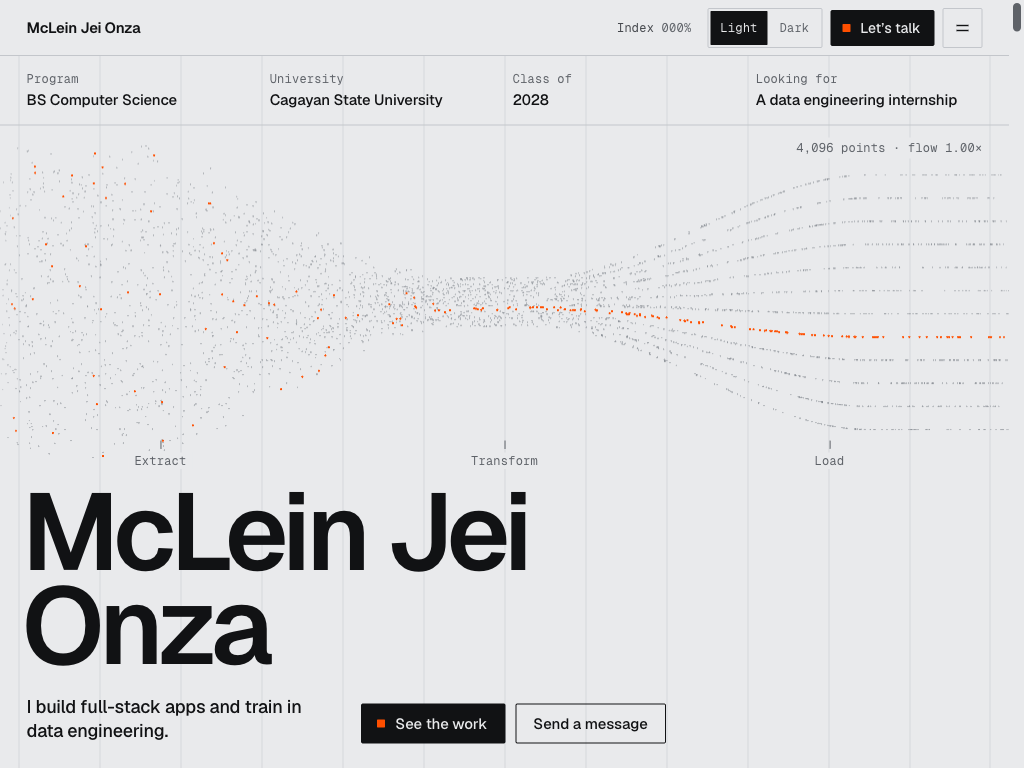 McLein Jei Onza
Index 000%
Light
Dark
Let's talk
Program
BS Computer Science
University
Cagayan State University
Class of
2028
Looking for
A data engineering internship
4,096 points · flow 1.00×
Extract
Transform
Load
McLein Jei
Onza
I build full-stack apps and train in
data engineering.
See the work
Send a message